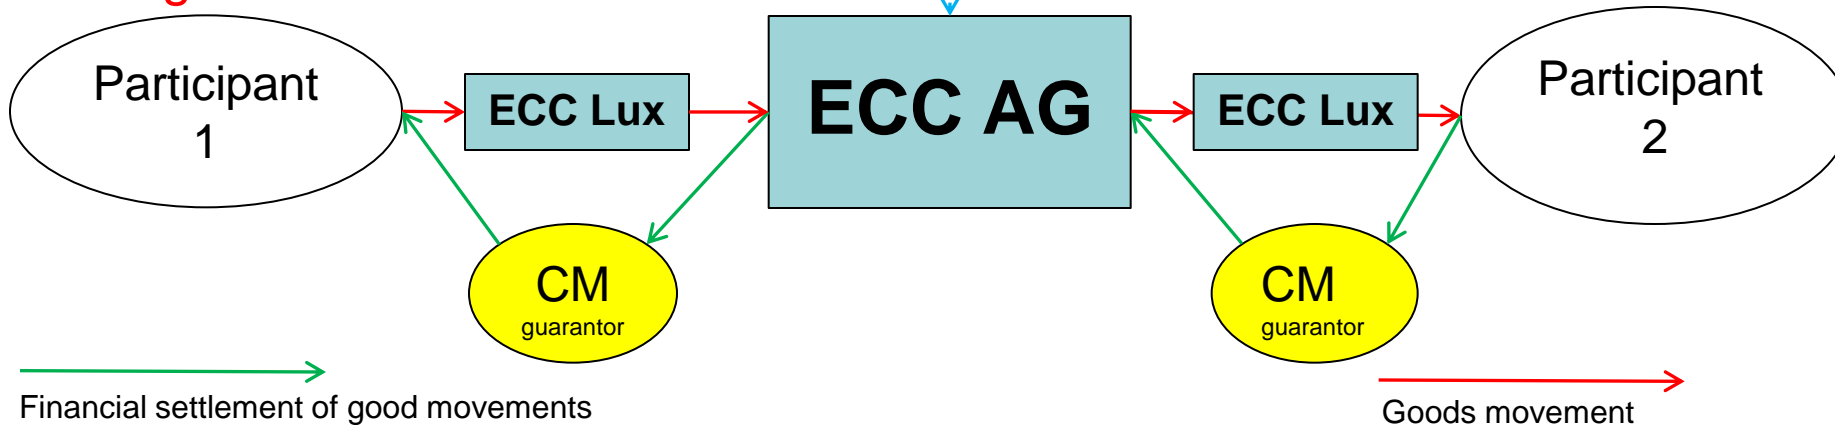 Participant
1
ECC Lux
ECC AG
ECC Lux
Participant
2
CM
guarantor
CM
guarantor
Financial settlement of good movements
Goods movement